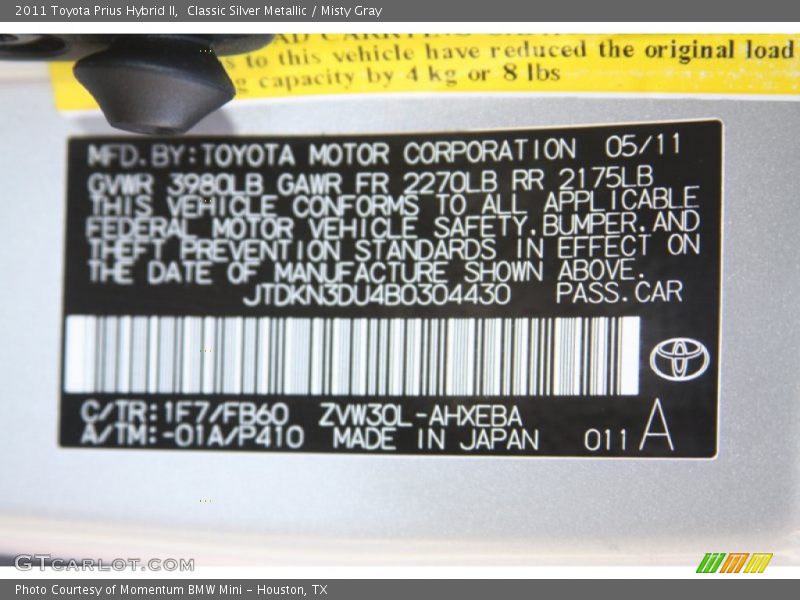 2011 Toyota Prius Hybrid II, Classic Silver Metallic / Misty Gray
s to this vehicle have reduced the original load
g capacity by 4 kg or 8 lbs
MFD.BY:TOYOTA MOTOR CORPORATION 05/11
GVWR 3980LB GAWR FR 2270LB RR 2175LB
THIS VEHICLE CONFORMS TO ALL APPLICABLE
FEDERAL MOTOR VEHICLE SAFETY.BUMPER.AND
THEFT PREVENTION STANDARDS IN EFFECT ON
THE DATE OF MANUFACTURE SHOWN ABOVE.
JTDKN3DU4B0304430 PASS.CAR
C/TR:1F7/FB60 ZVW30L-AHXEBA
A/TM:-01A/P410 MADE IN JAPAN 011 A
GTCARLOT.COM
Photo Courtesy of Momentum BMW Mini - Houston, TX